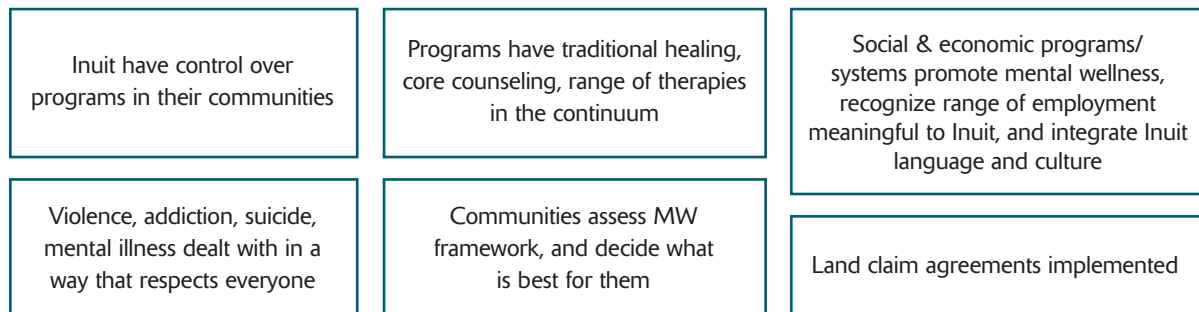 Inuit have control over
programs in their communities
Programs have traditional healing,
core counseling, range of therapies
in the continuum
Social & economic programs/
systems promote mental wellness,
recognize range of employment
meaningful to Inuit, and integrate Inuit
language and culture
Violence, addiction, suicide,
mental illness dealt with in a
way that respects everyone
Communities assess MW
framework, and decide what
is best for them
Land claim agreements implemented